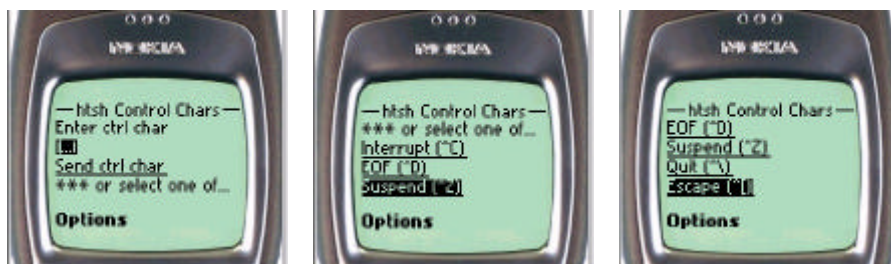 NOKIA
htsh Control Chars
Enter ctrl char
[...]
Send ctrl char
*** or select one of...
Options
NOKIA
htsh Control Chars
*** or select one of...
Interrupt (^C)
EOF (^D)
Suspend (^Z)
Options
NOKIA
htsh Control Chars
EOF (^D)
Suspend (^Z)
Quit (^\)
Escape (^[)
Options